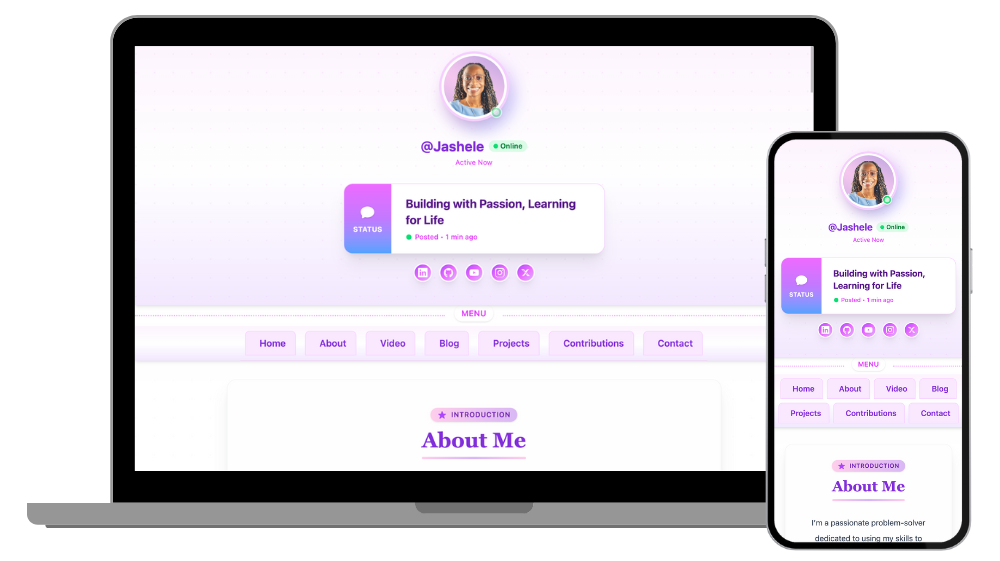 @Jashele Online
Active Now
STATUS
Building with Passion, Learning
for Life
Posted • 1 min ago
in
X
MENU
Home About Video Blog Projects Contributions Contact
INTRODUCTION
About Me
@Jashele Online
Active Now
STATUS
Building with Passion,
Learning for Life
Posted • 1 min ago
in
X
MENU
Home About Video Blog
Projects Contributions Contact
INTRODUCTION
About Me
I'm a passionate problem-solver
dedicated to using my skills to